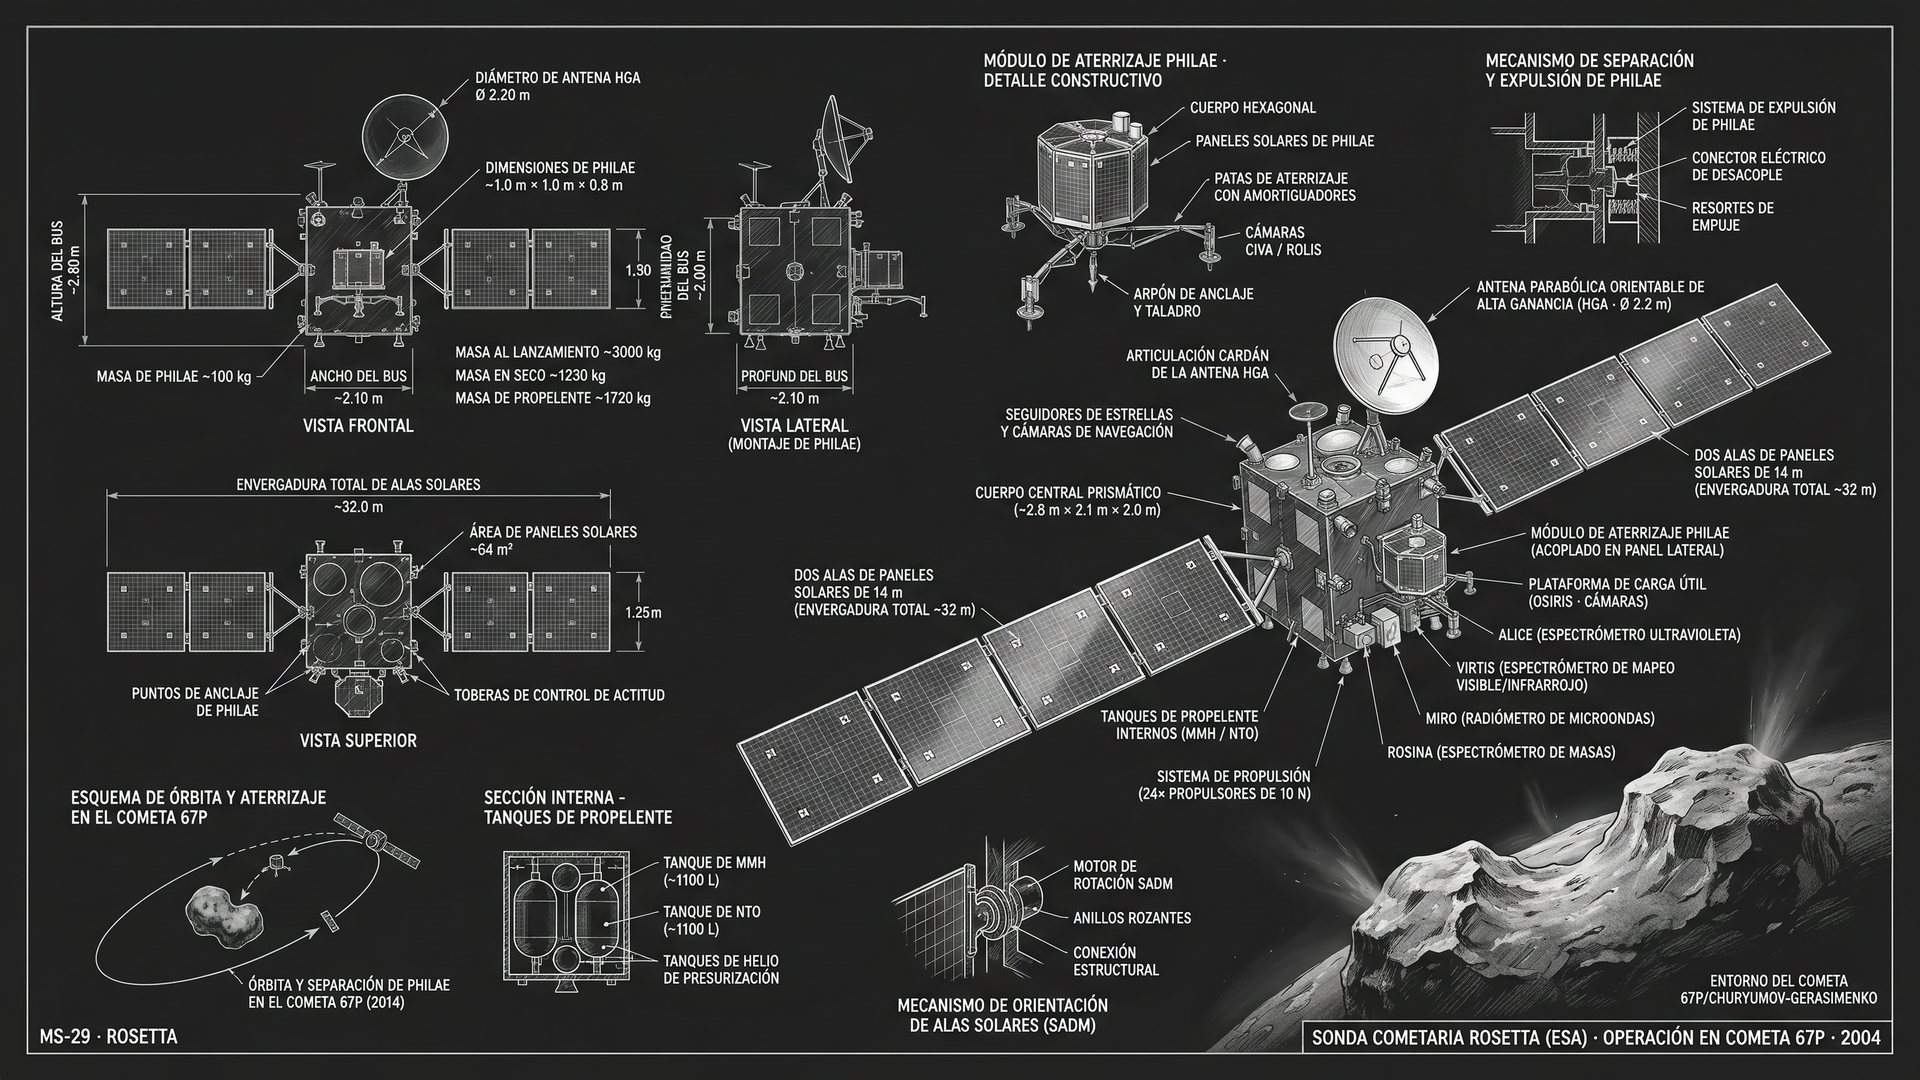 DIÁMETRO DE ANTENA HGA
Ø 2.20 m
DIMENSIONES DE PHILAE
~1.0 m × 1.0 m × 0.8 m
ALTURA DEL BUS
~2.80 m
1.30
DEL BUS
~2.00 m
MASA DE PHILAE ~100 kg
ANCHO DEL BUS
~2.10 m
VISTA FRONTAL
MASA AL LANZAMIENTO ~3000 kg
MASA EN SECO ~1230 kg
MASA DE PROPELENTE ~1720 kg
PROFUND DEL BUS
~2.10 m
VISTA LATERAL
(MONTAJE DE PHILAE)
ENVERGADURA TOTAL DE ALAS SOLARES
~32.0 m
ÁREA DE PANELES SOLARES
~64 m²
1.25 m
PUNTOS DE ANCLAJE
DE PHILAE
TOBERAS DE CONTROL DE ACTITUD
VISTA SUPERIOR
ESQUEMA DE ÓRBITA Y ATERRIZAJE
EN EL COMETA 67P
ÓRBITA Y SEPARACIÓN DE PHILAE
EN EL COMETA 67P (2014)
SECCIÓN INTERNA -
TANQUES DE PROPELENTE
TANQUE DE MMH
(~1100 L)
TANQUE DE NTO
(~1100 L)
TANQUES DE HELIO
DE PRESURIZACIÓN
MÓDULO DE ATERRIZAJE PHILAE ·
DETALLE CONSTRUCTIVO
CUERPO HEXAGONAL
PANELES SOLARES DE PHILAE
PATAS DE ATERRIZAJE
CON AMORTIGUADORES
CÁMARAS
CIVA / ROLIS
ARPÓN DE ANCLAJE
Y TALADRO
MECANISMO DE SEPARACIÓN
Y EXPULSIÓN DE PHILAE
SISTEMA DE EXPULSIÓN
DE PHILAE
CONECTOR ELÉCTRICO
DE DESACOPLE
RESORTES DE
EMPUJE
ANTENA PARABÓLICA ORIENTABLE DE
ALTA GANANCIA (HGA · Ø 2.2 m)
ARTICULACIÓN CARDÁN
DE LA ANTENA HGA
SEGUIDORES DE ESTRELLAS
Y CÁMARAS DE NAVEGACIÓN
CUERPO CENTRAL PRISMÁTICO
(~2.8 m × 2.1 m × 2.0 m)
DOS ALAS DE PANELES
SOLARES DE 14 m
(ENVERGADURA TOTAL ~32 m)
DOS ALAS DE PANELES
SOLARES DE 14 m
(ENVERGADURA TOTAL ~32 m)
MÓDULO DE ATERRIZAJE PHILAE
(ACOPLADO EN PANEL LATERAL)
PLATAFORMA DE CARGA ÚTIL
(OSIRIS · CÁMARAS)
ALICE (ESPECTRÓMETRO ULTRAVIOLETA)
VIRTIS (ESPECTRÓMETRO DE MAPEO
VISIBLE/INFRARROJO)
MIRO (RADIÓMETRO DE MICROONDAS)
ROSINA (ESPECTRÓMETRO DE MASAS)
TANQUES DE PROPELENTE
INTERNOS (MMH / NTO)
SISTEMA DE PROPULSIÓN
(24× PROPULSORES DE 10 N)
MOTOR DE
ROTACIÓN SADM
ANILLOS ROZANTES
CONEXIÓN
ESTRUCTURAL
MECANISMO DE ORIENTACIÓN
DE ALAS SOLARES (SADM)
ENTORNO DEL COMETA
67P/CHURYUMOV-GERASIMENKO
MS-29 · ROSETTA
SONDA COMETARIA ROSETTA (ESA) · OPERACIÓN EN COMETA 67P · 2004